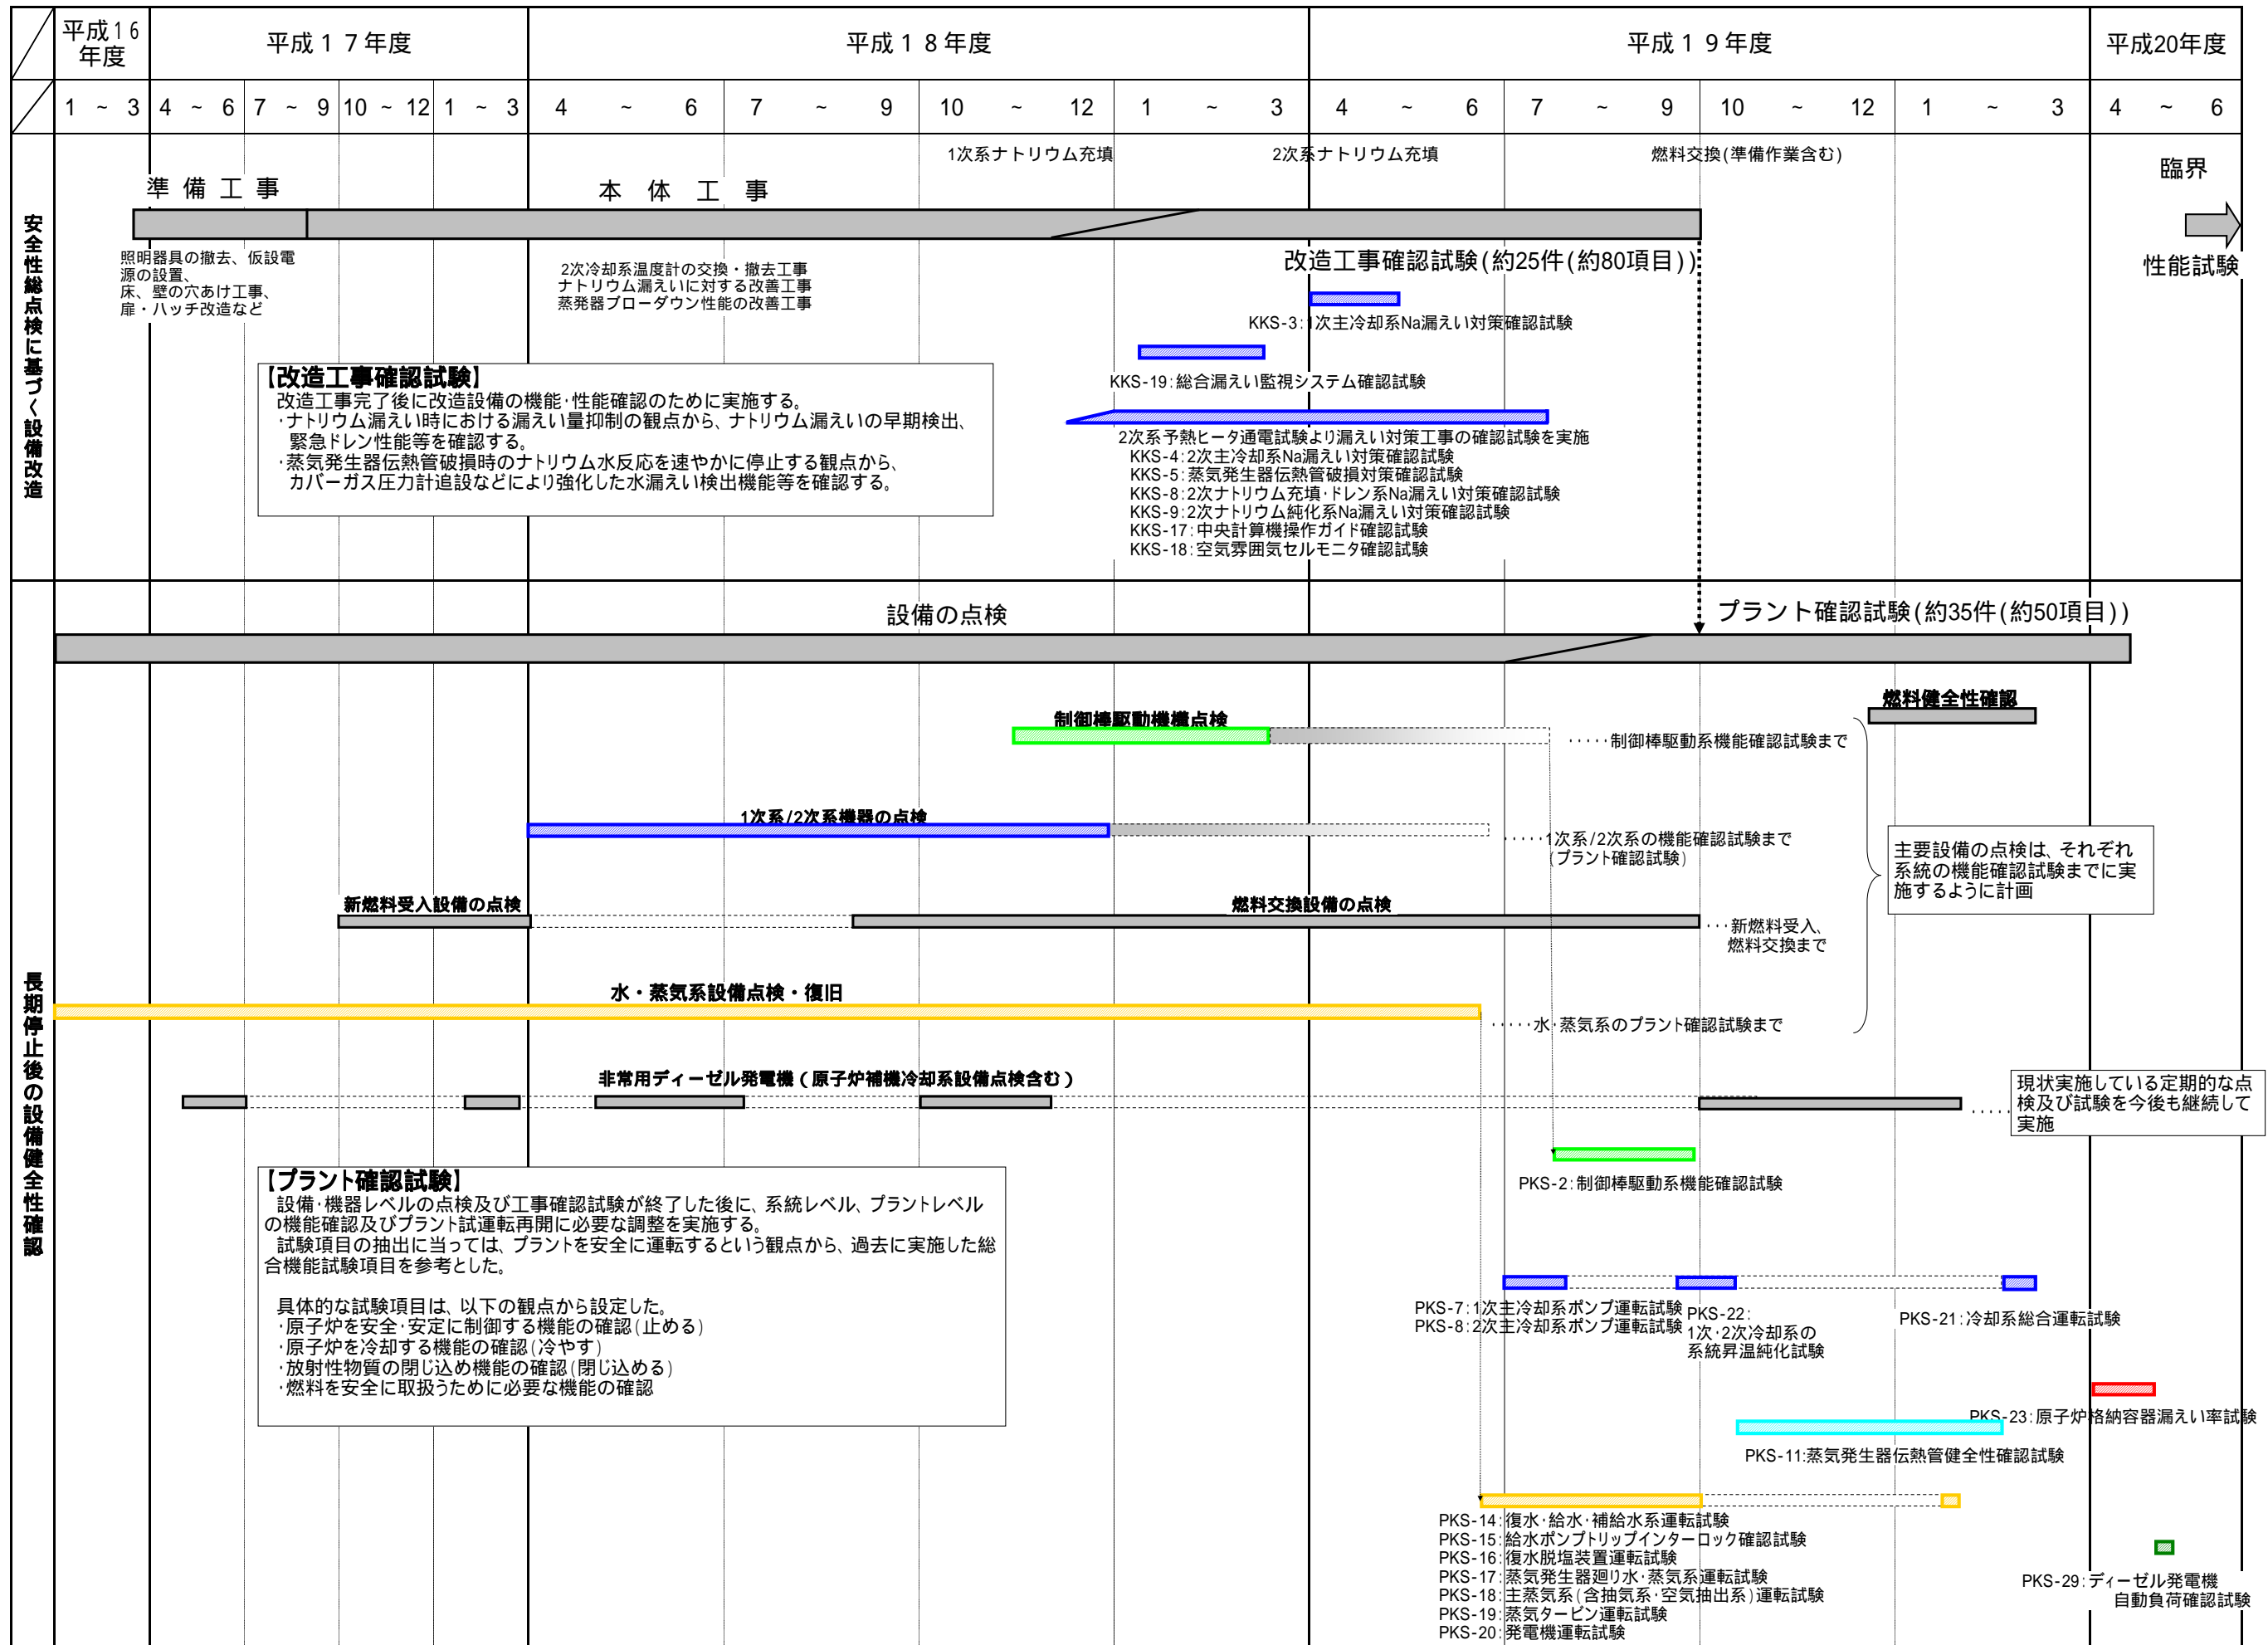 平成16
年度
平成17年度
平成18年度
平成19年度
平成20年度
1 ~ 3
4 ~ 6
7 ~ 9
10 ~ 12
1 ~ 3
4 ~ 6
7 ~ 9
10 ~ 12
1 ~ 3
4 ~ 6
7 ~ 9
10 ~ 12
1 ~ 3
4 ~ 6
安全性総点検に基づく設備改造
1次系ナトリウム充填
2次系ナトリウム充填
燃料交換(準備作業含む)
臨界
準備工事
本体工事
性能試験
照明器具の撤去、仮設電
源の設置、
床、壁の穴あけ工事、
扉・ハッチ改造など
2次冷却系温度計の交換・撤去工事
ナトリウム漏えいに対する改善工事
蒸発器ブローダウン性能の改善工事
改造工事確認試験(約25件(約80項目))
KKS-3:1次主冷却系Na漏えい対策確認試験
KKS-19:総合漏えい監視システム確認試験
【改造工事確認試験】
改造工事完了後に改造設備の機能・性能確認のために実施する。
・ナトリウム漏えい時における漏えい量抑制の観点から、ナトリウム漏えいの早期検出、
緊急ドレン性能等を確認する。
・蒸気発生器伝熱管破損時のナトリウム水反応を速やかに停止する観点から、
カバーガス圧力計追設などにより強化した水漏えい検出機能等を確認する。
2次系予熱ヒータ通電試験より漏えい対策工事の確認試験を実施
KKS-4:2次主冷却系Na漏えい対策確認試験
KKS-5:蒸気発生器伝熱管破損対策確認試験
KKS-8:2次ナトリウム充填・ドレン系Na漏えい対策確認試験
KKS-9:2次ナトリウム純化系Na漏えい対策確認試験
KKS-17:中央計算機操作ガイド確認試験
KKS-18:空気雰囲気セルモニタ確認試験
長期停止後の設備健全性確認
設備の点検
プラント確認試験(約35件(約50項目))
燃料健全性確認
制御棒駆動機構点検
・・・・・制御棒駆動系機能確認試験まで
1次系/2次系機器の点検
・・・・・1次系/2次系の機能確認試験まで
(プラント確認試験)
主要設備の点検は、それぞれ
系統の機能確認試験までに実
施するように計画
新燃料受入設備の点検
燃料交換設備の点検
・・・新燃料受入、
燃料交換まで
水・蒸気系設備点検・復旧
・・・・・水・蒸気系のプラント確認試験まで
非常用ディーゼル発電機(原子炉補機冷却系設備点検含む)
・・・・・
現状実施している定期的な点
検及び試験を今後も継続して
実施
【プラント確認試験】
設備・機器レベルの点検及び工事確認試験が終了した後に、系統レベル、プラントレベル
の機能確認及びプラント試運転再開に必要な調整を実施する。
試験項目の抽出に当っては、プラントを安全に運転するという観点から、過去に実施した総
合機能試験項目を参考とした。
具体的な試験項目は、以下の観点から設定した。
・原子炉を安全・安定に制御する機能の確認(止める)
・原子炉を冷却する機能の確認(冷やす)
・放射性物質の閉じ込め機能の確認(閉じ込める)
・燃料を安全に取扱うために必要な機能の確認
PKS-2:制御棒駆動系機能確認試験
PKS-7:1次主冷却系ポンプ運転試験
PKS-8:2次主冷却系ポンプ運転試験
PKS-22:
1次・2次冷却系の
系統昇温純化試験
PKS-21:冷却系総合運転試験
PKS-23:原子炉格納容器漏えい率試験
PKS-11:蒸気発生器伝熱管健全性確認試験
PKS-14:復水・給水・補給水系運転試験
PKS-15:給水ポンプトリップインターロック確認試験
PKS-16:復水脱塩装置運転試験
PKS-17:蒸気発生器廻り水・蒸気系運転試験
PKS-18:主蒸気系(含抽気系・空気抽出系)運転試験
PKS-19:蒸気タービン運転試験
PKS-20:発電機運転試験
PKS-29:ディーゼル発電機
自動負荷確認試験